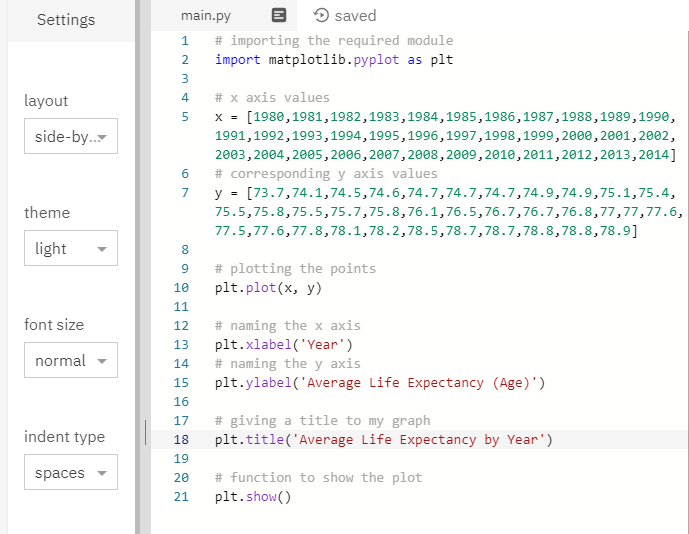 Settings
layout
side-by...
theme
light
font size
normal
indent type
spaces
main.py
saved
1 # importing the required module
2 import matplotlib.pyplot as plt
3
4 # x axis values
5 x = [1980,1981,1982,1983,1984,1985,1986,1987,1988,1989,1990,
1991,1992,1993,1994,1995,1996,1997,1998,1999,2000,2001,2002,
2003,2004,2005,2006,2007,2008,2009,2010,2011,2012,2013,2014]
6 # corresponding y axis values
7 y = [73.7,74.1,74.5,74.6,74.7,74.7,74.7,74.9,74.9,75.1,75.4,
75.5,75.8,75.5,75.7,75.8,76.1,76.5,76.7,76.7,76.8,77,77,77.6,
77.5,77.6,77.8,78.1,78.2,78.5,78.7,78.7,78.8,78.8,78.9]
8
9 # plotting the points
10 plt.plot(x, y)
11
12 # naming the x axis
13 plt.xlabel('Year')
14 # naming the y axis
15 plt.ylabel('Average Life Expectancy (Age)')
16
17 # giving a title to my graph
18 plt.title('Average Life Expectancy by Year')
19
20 # function to show the plot
21 plt.show()